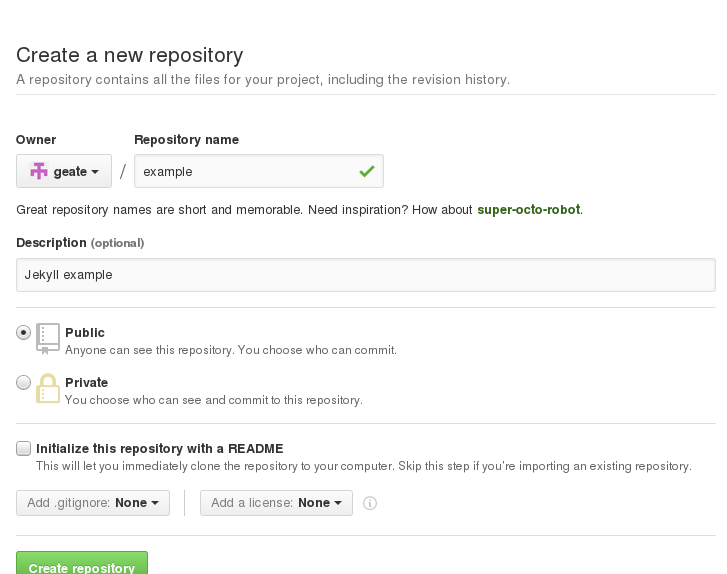 Create a new repository
A repository contains all the files for your project, including the revision history.
Owner
Repository name
geate / example
Great repository names are short and memorable. Need inspiration? How about super-octo-robot.
Description (optional)
Jekyll example
Public
Anyone can see this repository. You choose who can commit.
Private
You choose who can see and commit to this repository.
Initialize this repository with a README
This will let you immediately clone the repository to your computer. Skip this step if you're importing an existing repository.
Add .gitignore: None
Add a license: None
Create repository